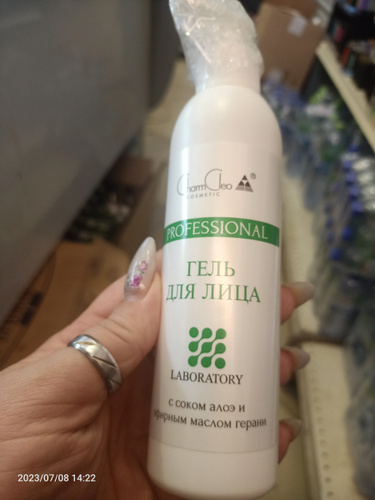 CharmCleo ®
COSMETIC
PROFESSIONAL
ГЕЛЬ
ДЛЯ ЛИЦА
LABORATORY
с соком алоэ и
эфирным маслом герани
2023/07/08 14:22